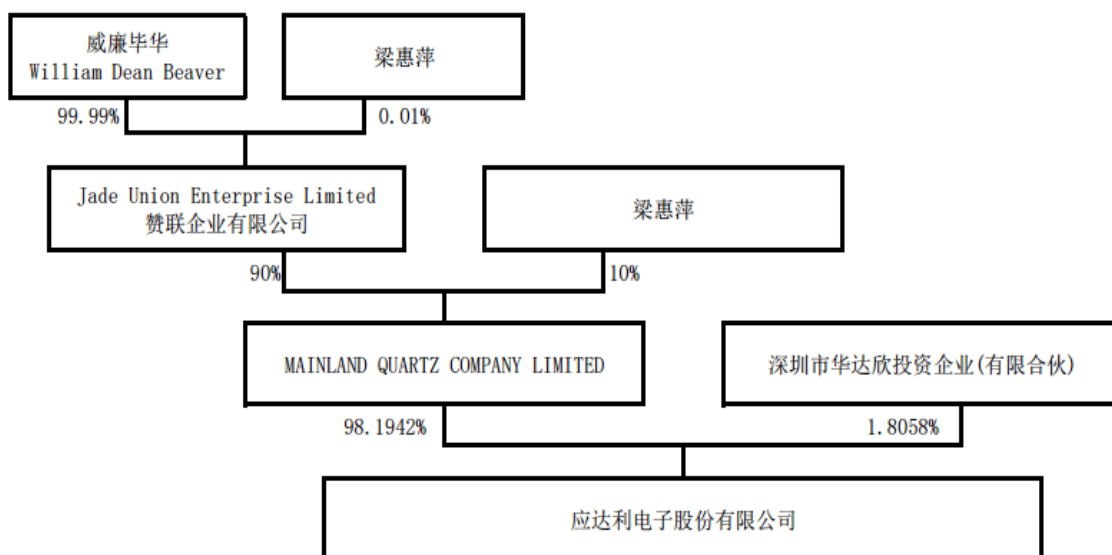 威廉毕华
William Dean Beaver
梁惠萍
99.99%
0.01%
Jade Union Enterprise Limited
赞联企业有限公司
梁惠萍
90%
10%
MAINLAND QUARTZ COMPANY LIMITED
深圳市华达欣投资企业(有限合伙)
98.1942%
1.8058%
应达利电子股份有限公司